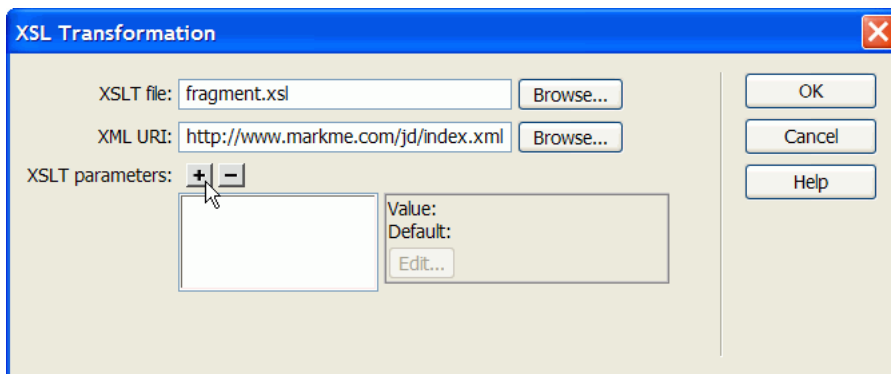 XSL Transformation
XSLT file: fragment.xsl Browse... OK
XML URI: http://www.markme.com/jd/index.xml Browse... Cancel
XSLT parameters: + − Help
Value:
Default:
Edit...